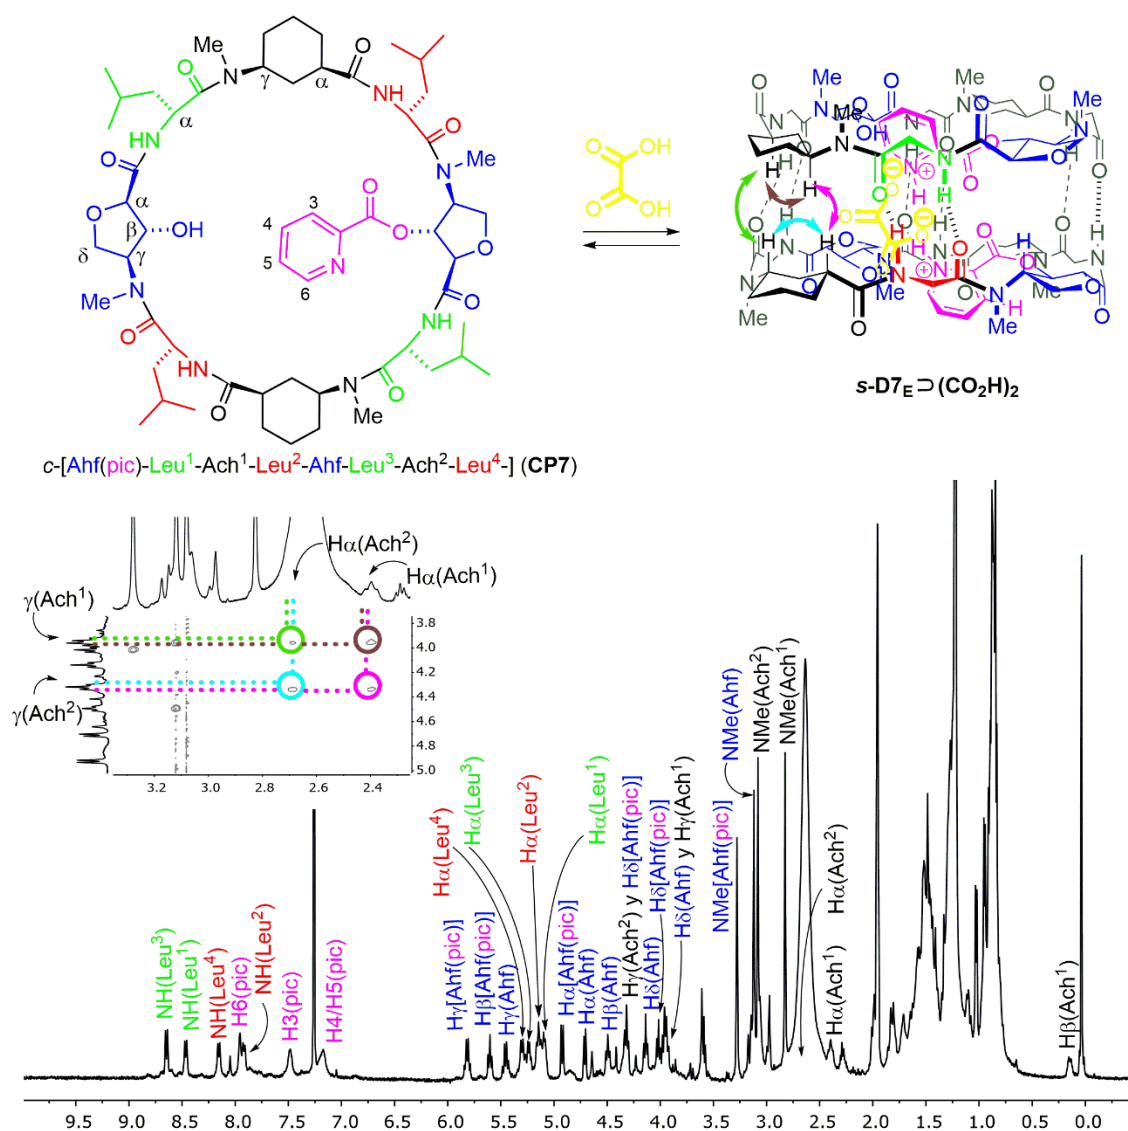 Me
N
O
O
γ
α
NH
O
N
α
NH
O
O
N
Me
α
O
β
OH
δ
γ
3
O
4
5
N
6
O
O
Me
N
O
NH
O
HN
O
O
N
Me
O
O
OH
O
OH
s-D7E⊃(CO2H)2
c-[Ahf(pic)-Leu1-Ach1-Leu2-Ahf-Leu3-Ach2-Leu4-] (CP7)
Hα(Ach2)
Hα(Ach1)
γ(Ach1)
γ(Ach2)
3.8
4.0
4.2
4.4
4.6
4.8
5.0
3.2 3.0 2.8 2.6 2.4
NH(Leu3)
NH(Leu1)
NH(Leu4)
H6(pic)
NH(Leu2)
H3(pic)
H4/H5(pic)
Hγ[Ahf(pic)]
Hβ[Ahf(pic)]
Hγ(Ahf)
Hα(Leu4)
Hα(Leu3)
Hα(Leu2)
Hα(Leu1)
Hα[Ahf(pic)]
Hα(Ahf)
Hβ(Ahf)
Hγ(Ach2) y Hδ[Ahf(pic)]
Hδ(Ahf)
Hδ[Ahf(pic)]
Hδ(Ahf) y Hγ(Ach1)
NMe[Ahf(pic)]
NMe(Ahf)
NMe(Ach2)
NMe(Ach1)
Hα(Ach2)
Hα(Ach1)
Hβ(Ach1)
9.5 9.0 8.5 8.0 7.5 7.0 6.5 6.0 5.5 5.0 4.5 4.0 3.5 3.0 2.5 2.0 1.5 1.0 0.5 0.0